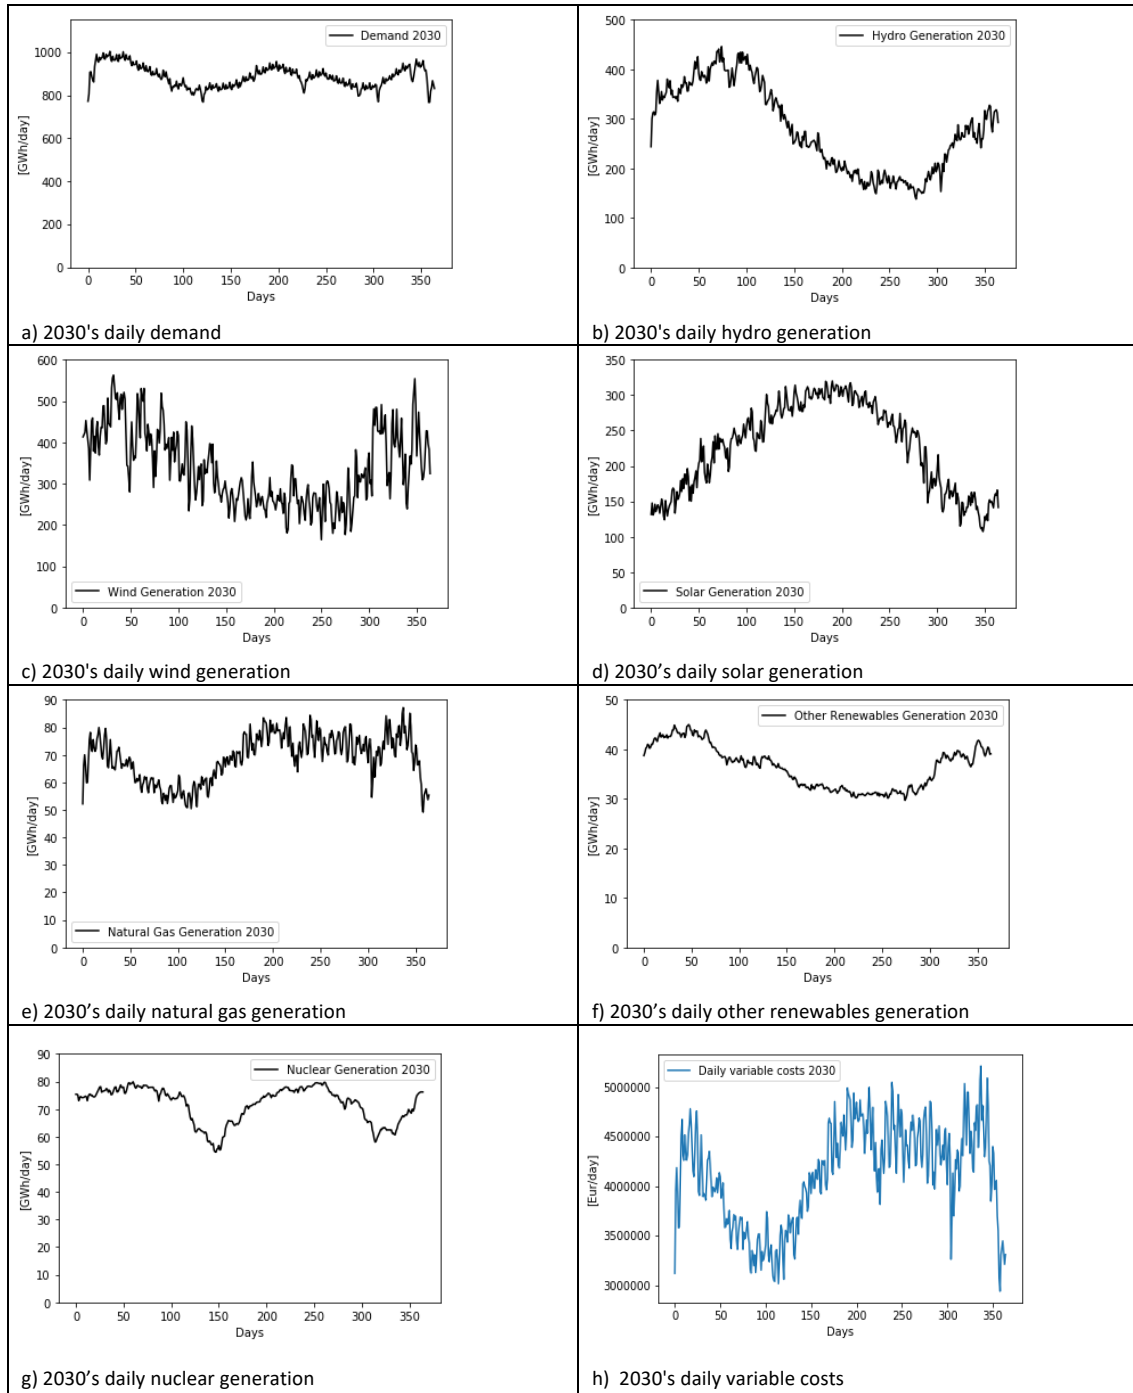 Demand 2030
1000
800
600
400
200
0
[GWh/day]
0 50 100 150 200 250 300 350
Days
a) 2030's daily demand
Hydro Generation 2030
500
400
300
200
100
0
[GWh/day]
0 50 100 150 200 250 300 350
Days
b) 2030's daily hydro generation
600
500
400
300
200
100
0
[GWh/day]
Wind Generation 2030
0 50 100 150 200 250 300 350
Days
c) 2030's daily wind generation
350
300
250
200
150
100
50
0
[GWh/day]
Solar Generation 2030
0 50 100 150 200 250 300 350
Days
d) 2030’s daily solar generation
90
80
70
60
50
40
30
20
10
0
[GWh/day]
Natural Gas Generation 2030
0 50 100 150 200 250 300 350
Days
e) 2030’s daily natural gas generation
Other Renewables Generation 2030
50
40
30
20
10
0
[GWh/day]
0 50 100 150 200 250 300 350
Days
f) 2030’s daily other renewables generation
Nuclear Generation 2030
90
80
70
60
50
40
30
20
10
0
[GWh/day]
0 50 100 150 200 250 300 350
Days
g) 2030’s daily nuclear generation
Daily variable costs 2030
5000000
4500000
4000000
3500000
3000000
[Eur/day]
0 50 100 150 200 250 300 350
Days
h) 2030's daily variable costs